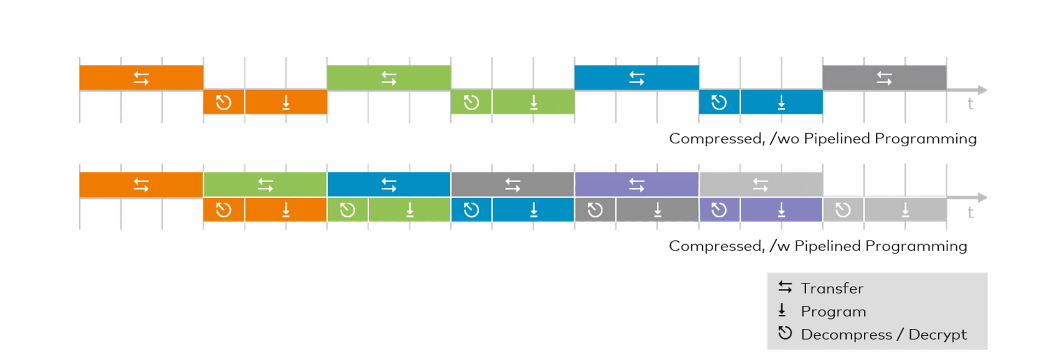 t
Compressed, /wo Pipelined Programming
t
Compressed, /w Pipelined Programming
Transfer
Program
Decompress / Decrypt